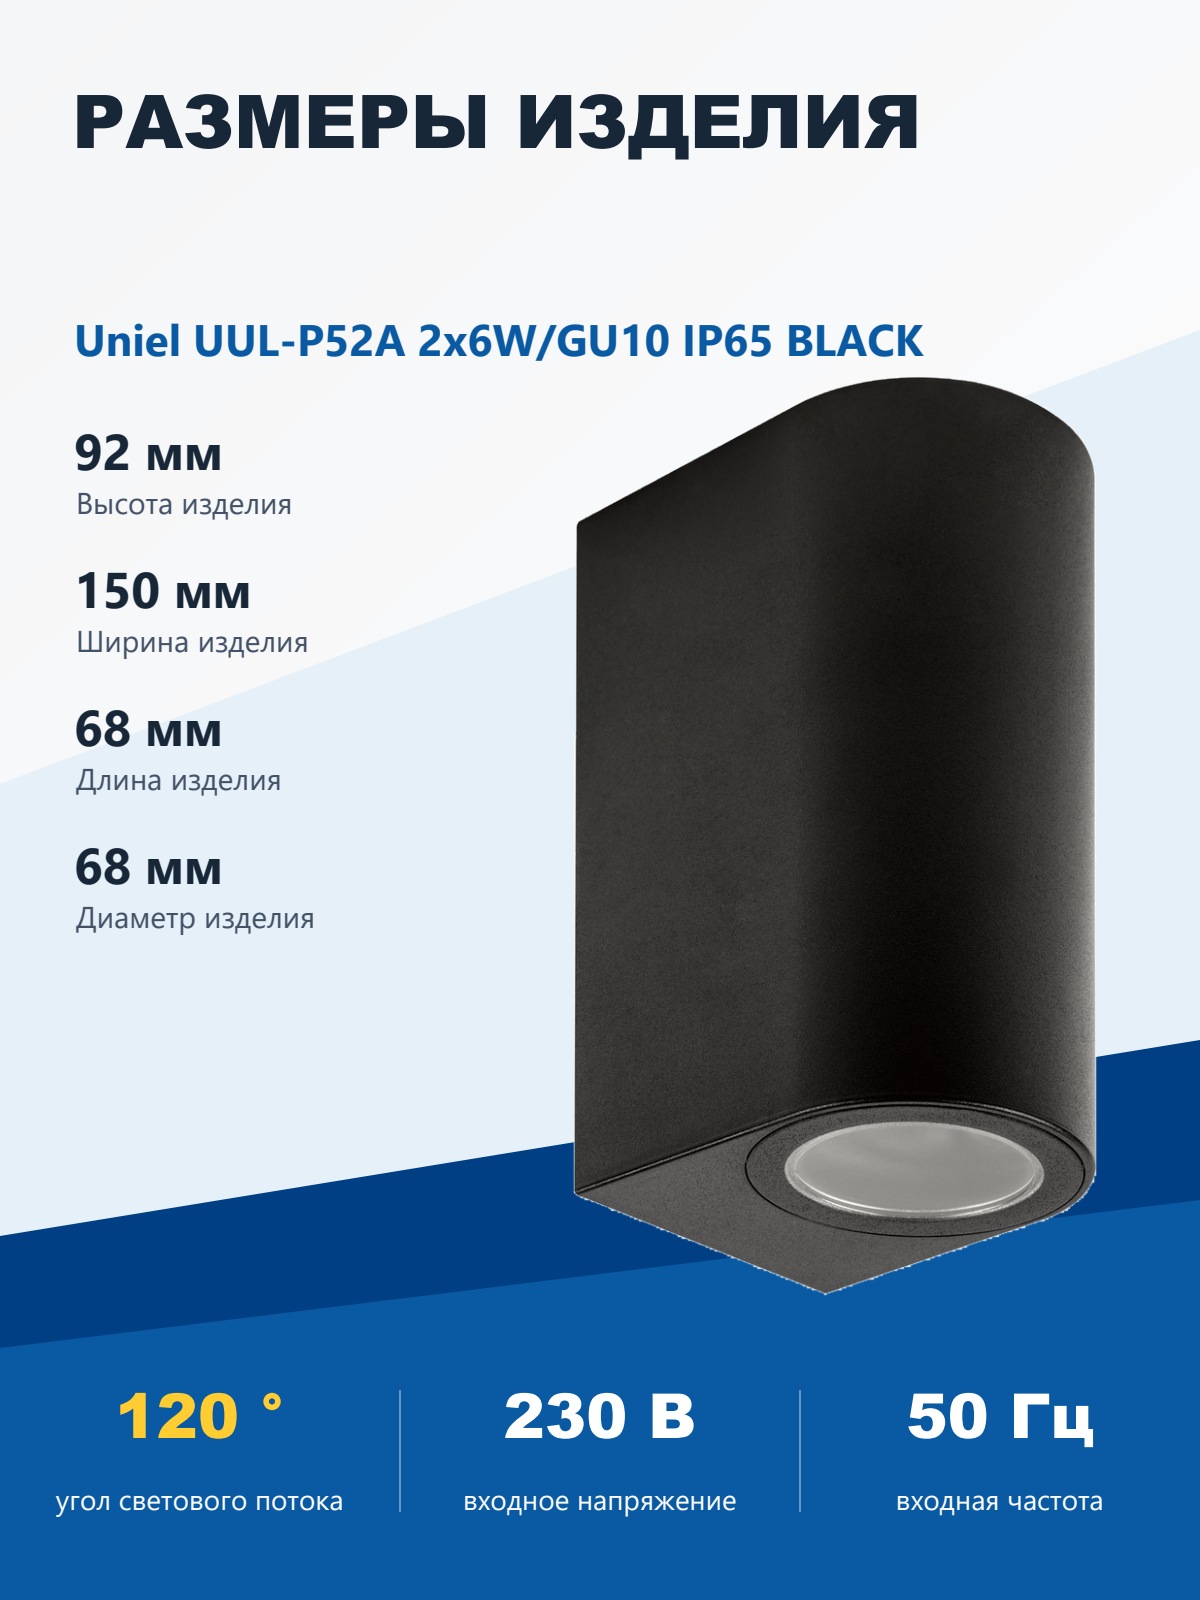 РАЗМЕРЫ ИЗДЕЛИЯ
Uniel UUL-P52A 2x6W/GU10 IP65 BLACK
92 мм
Высота изделия
150 мм
Ширина изделия
68 мм
Длина изделия
68 мм
Диаметр изделия
120 °
угол светового потока
230 В
входное напряжение
50 Гц
входная частота